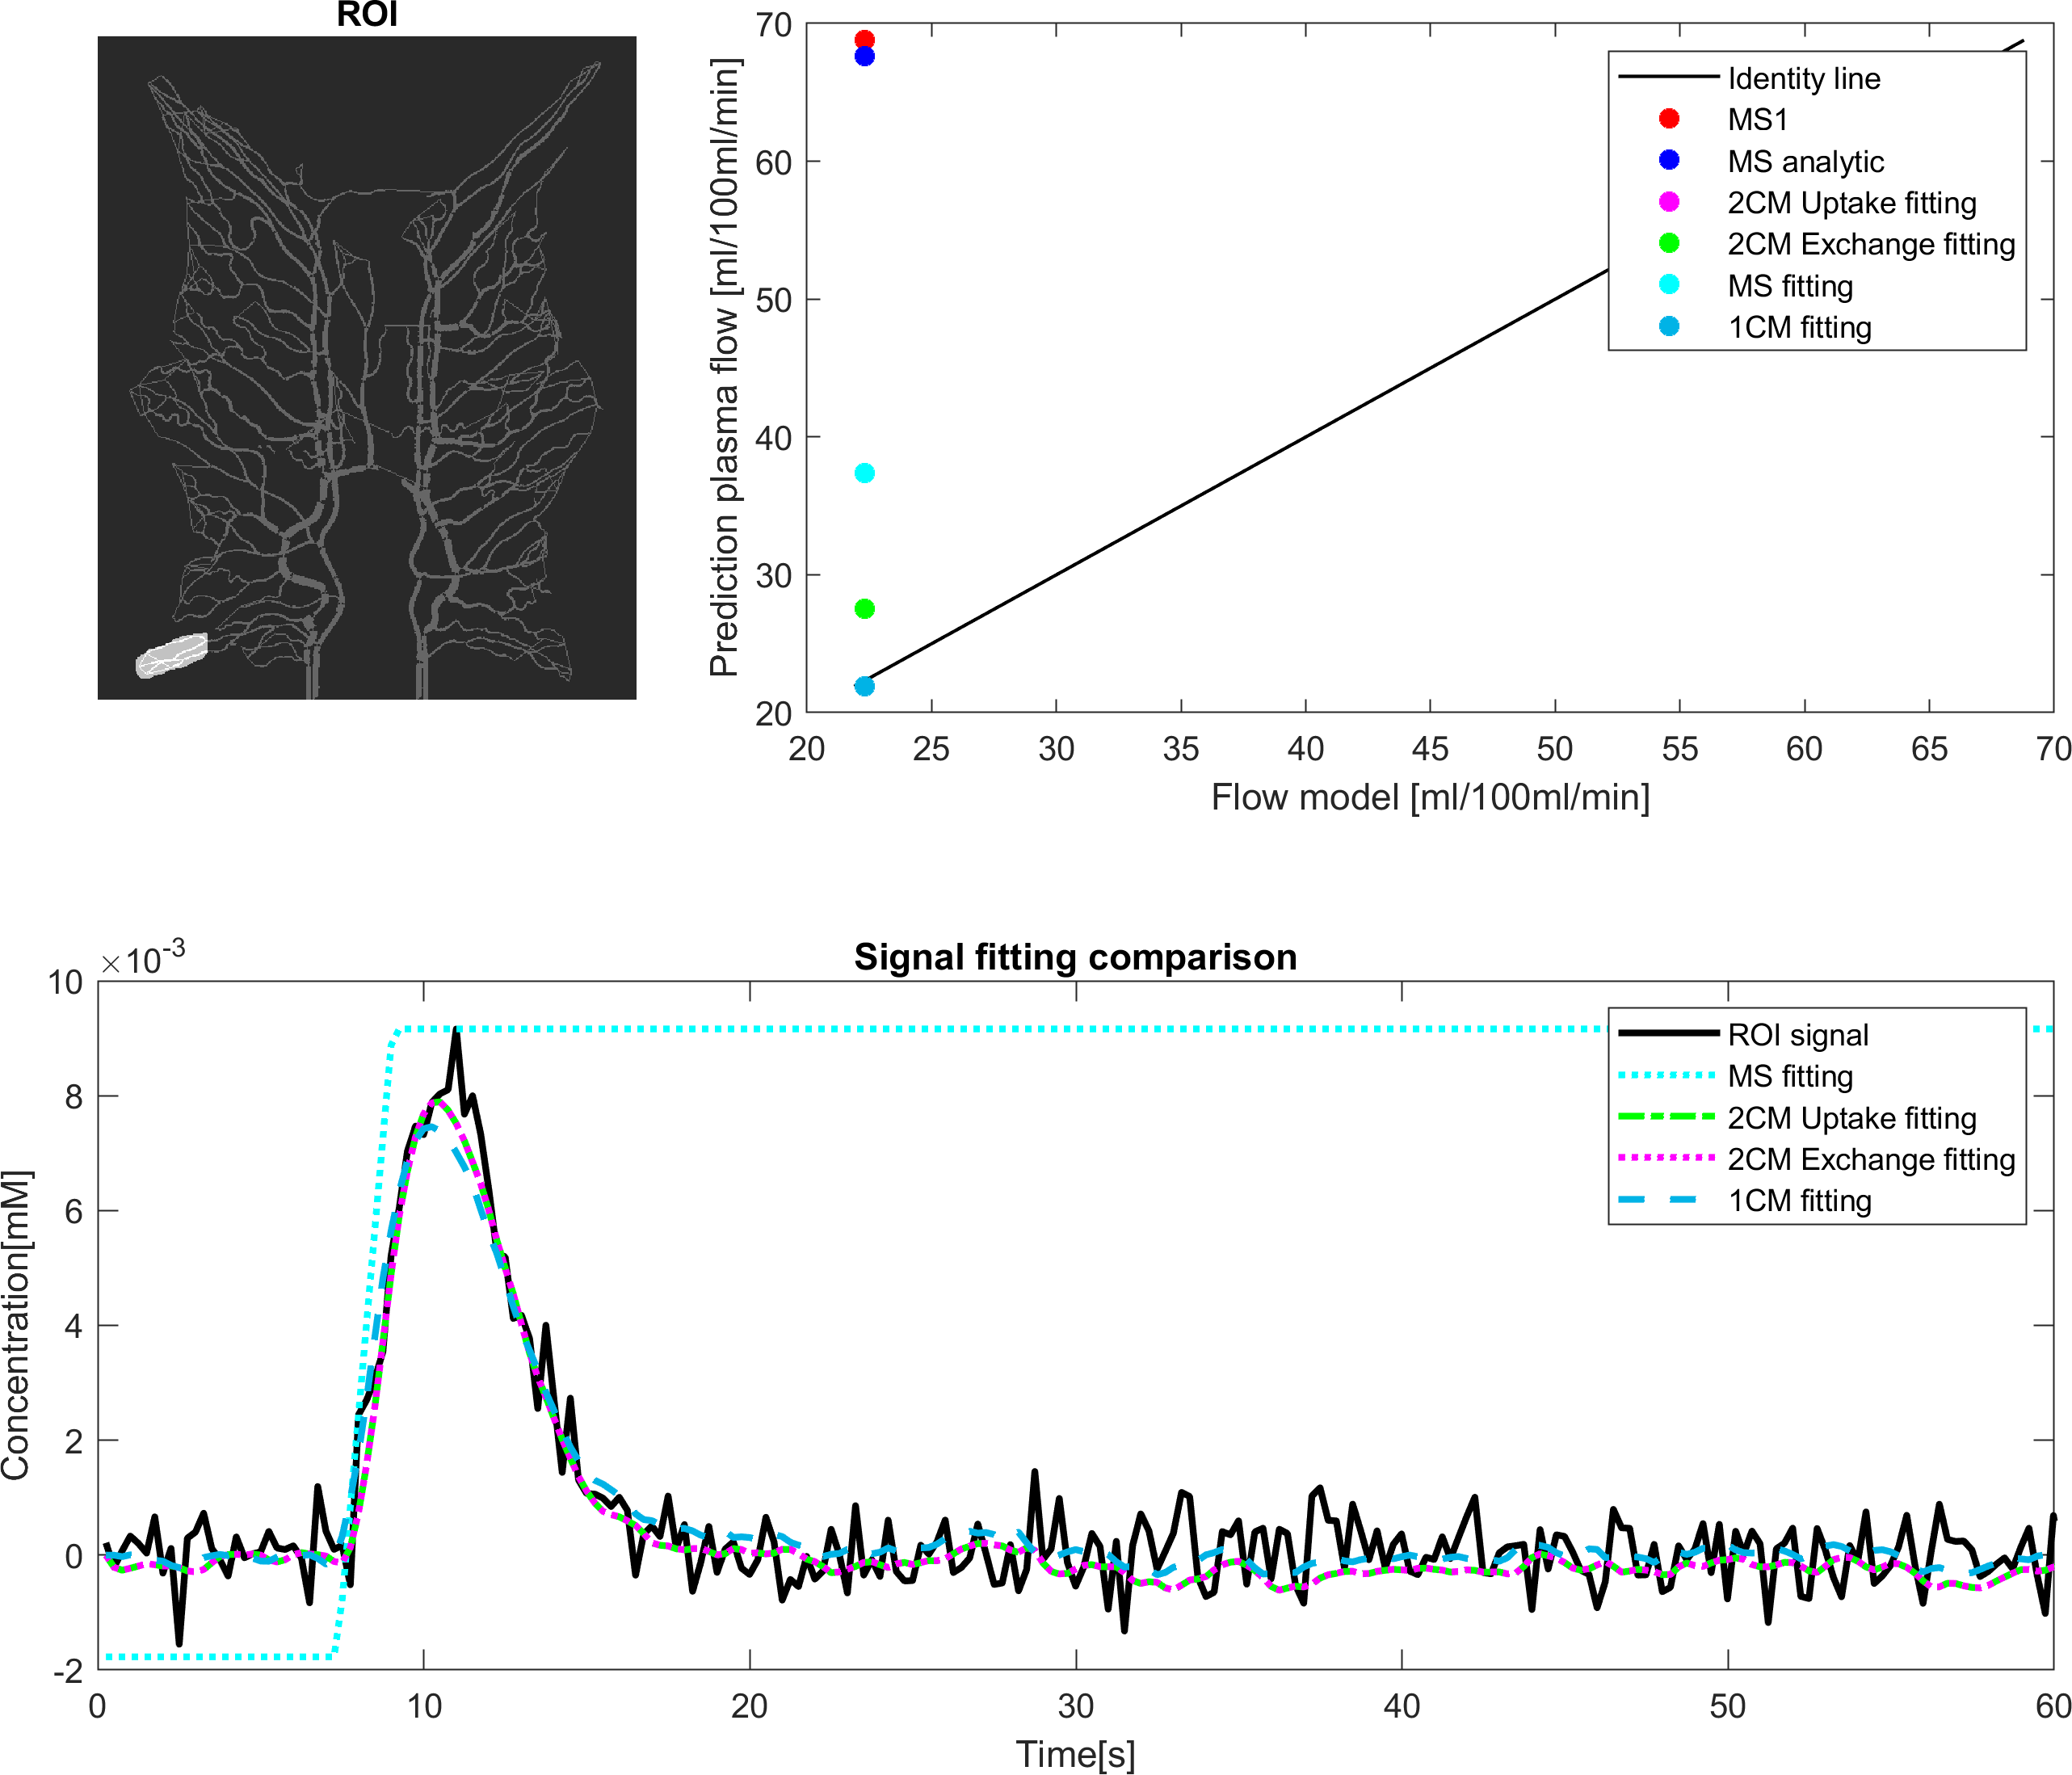 ROI
70
60
50
40
30
20
Prediction plasma flow [ml/100ml/min]
Identity line
MS1
MS analytic
2CM Uptake fitting
2CM Exchange fitting
MS fitting
1CM fitting
20 25 30 35 40 45 50 55 60 65 70
Flow model [ml/100ml/min]
Signal fitting comparison
×10-3
10
8
6
4
2
0
-2
Concentration[mM]
ROI signal
MS fitting
2CM Uptake fitting
2CM Exchange fitting
1CM fitting
0 10 20 30 40 50 60
Time[s]